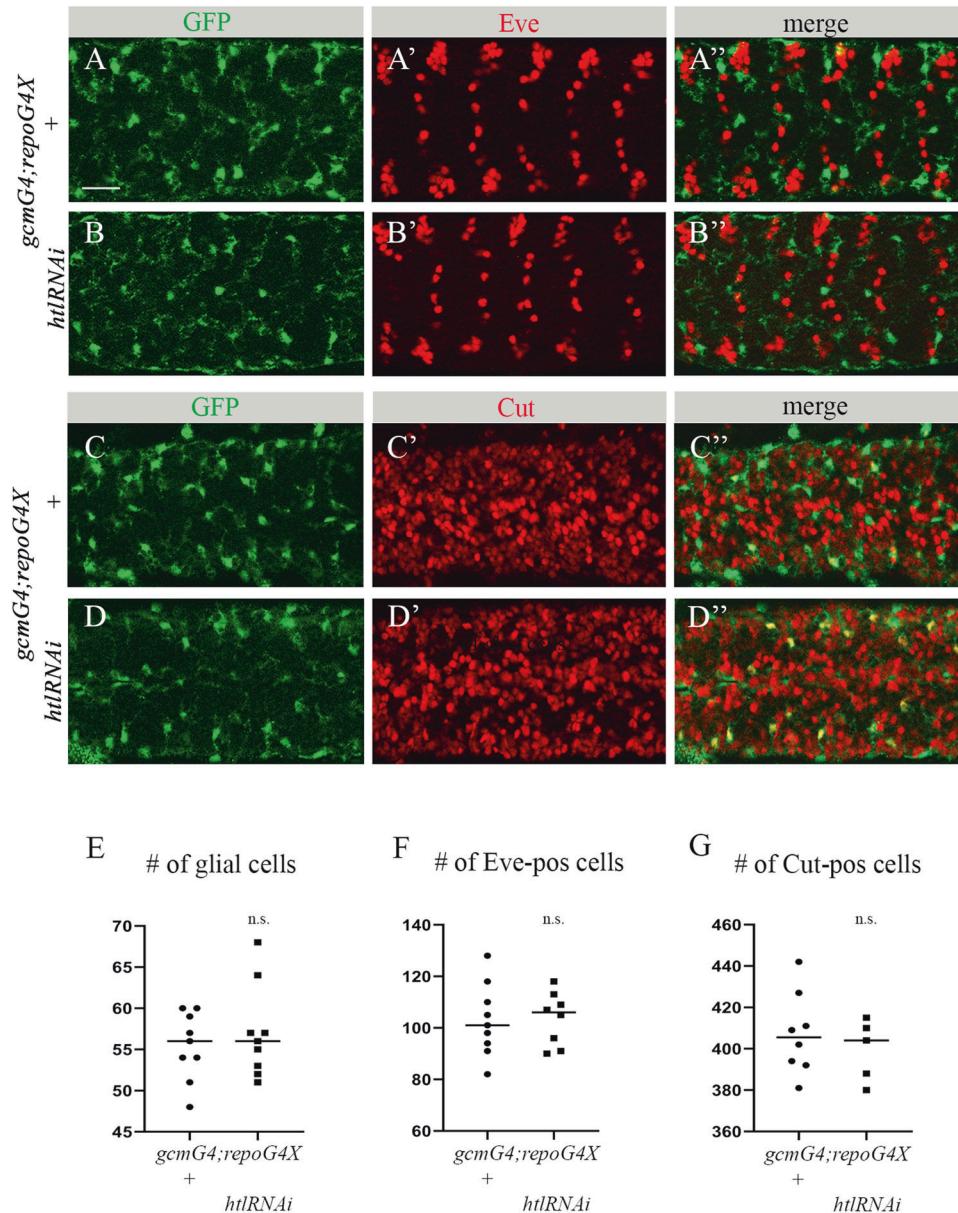 GFP Eve merge
gcmG4;repoG4X
+
htlRNAi
A A' A''
B B' B''
GFP Cut merge
gcmG4;repoG4X
+
htlRNAi
C C' C''
D D' D''
E F G
# of glial cells # of Eve-pos cells # of Cut-pos cells
n.s. n.s. n.s.
70
65
60
55
50
45
140
120
100
80
60
460
440
420
400
380
360
gcmG4;repoG4X gcmG4;repoG4X gcmG4;repoG4X
+ + +
htlRNAi htlRNAi htlRNAi